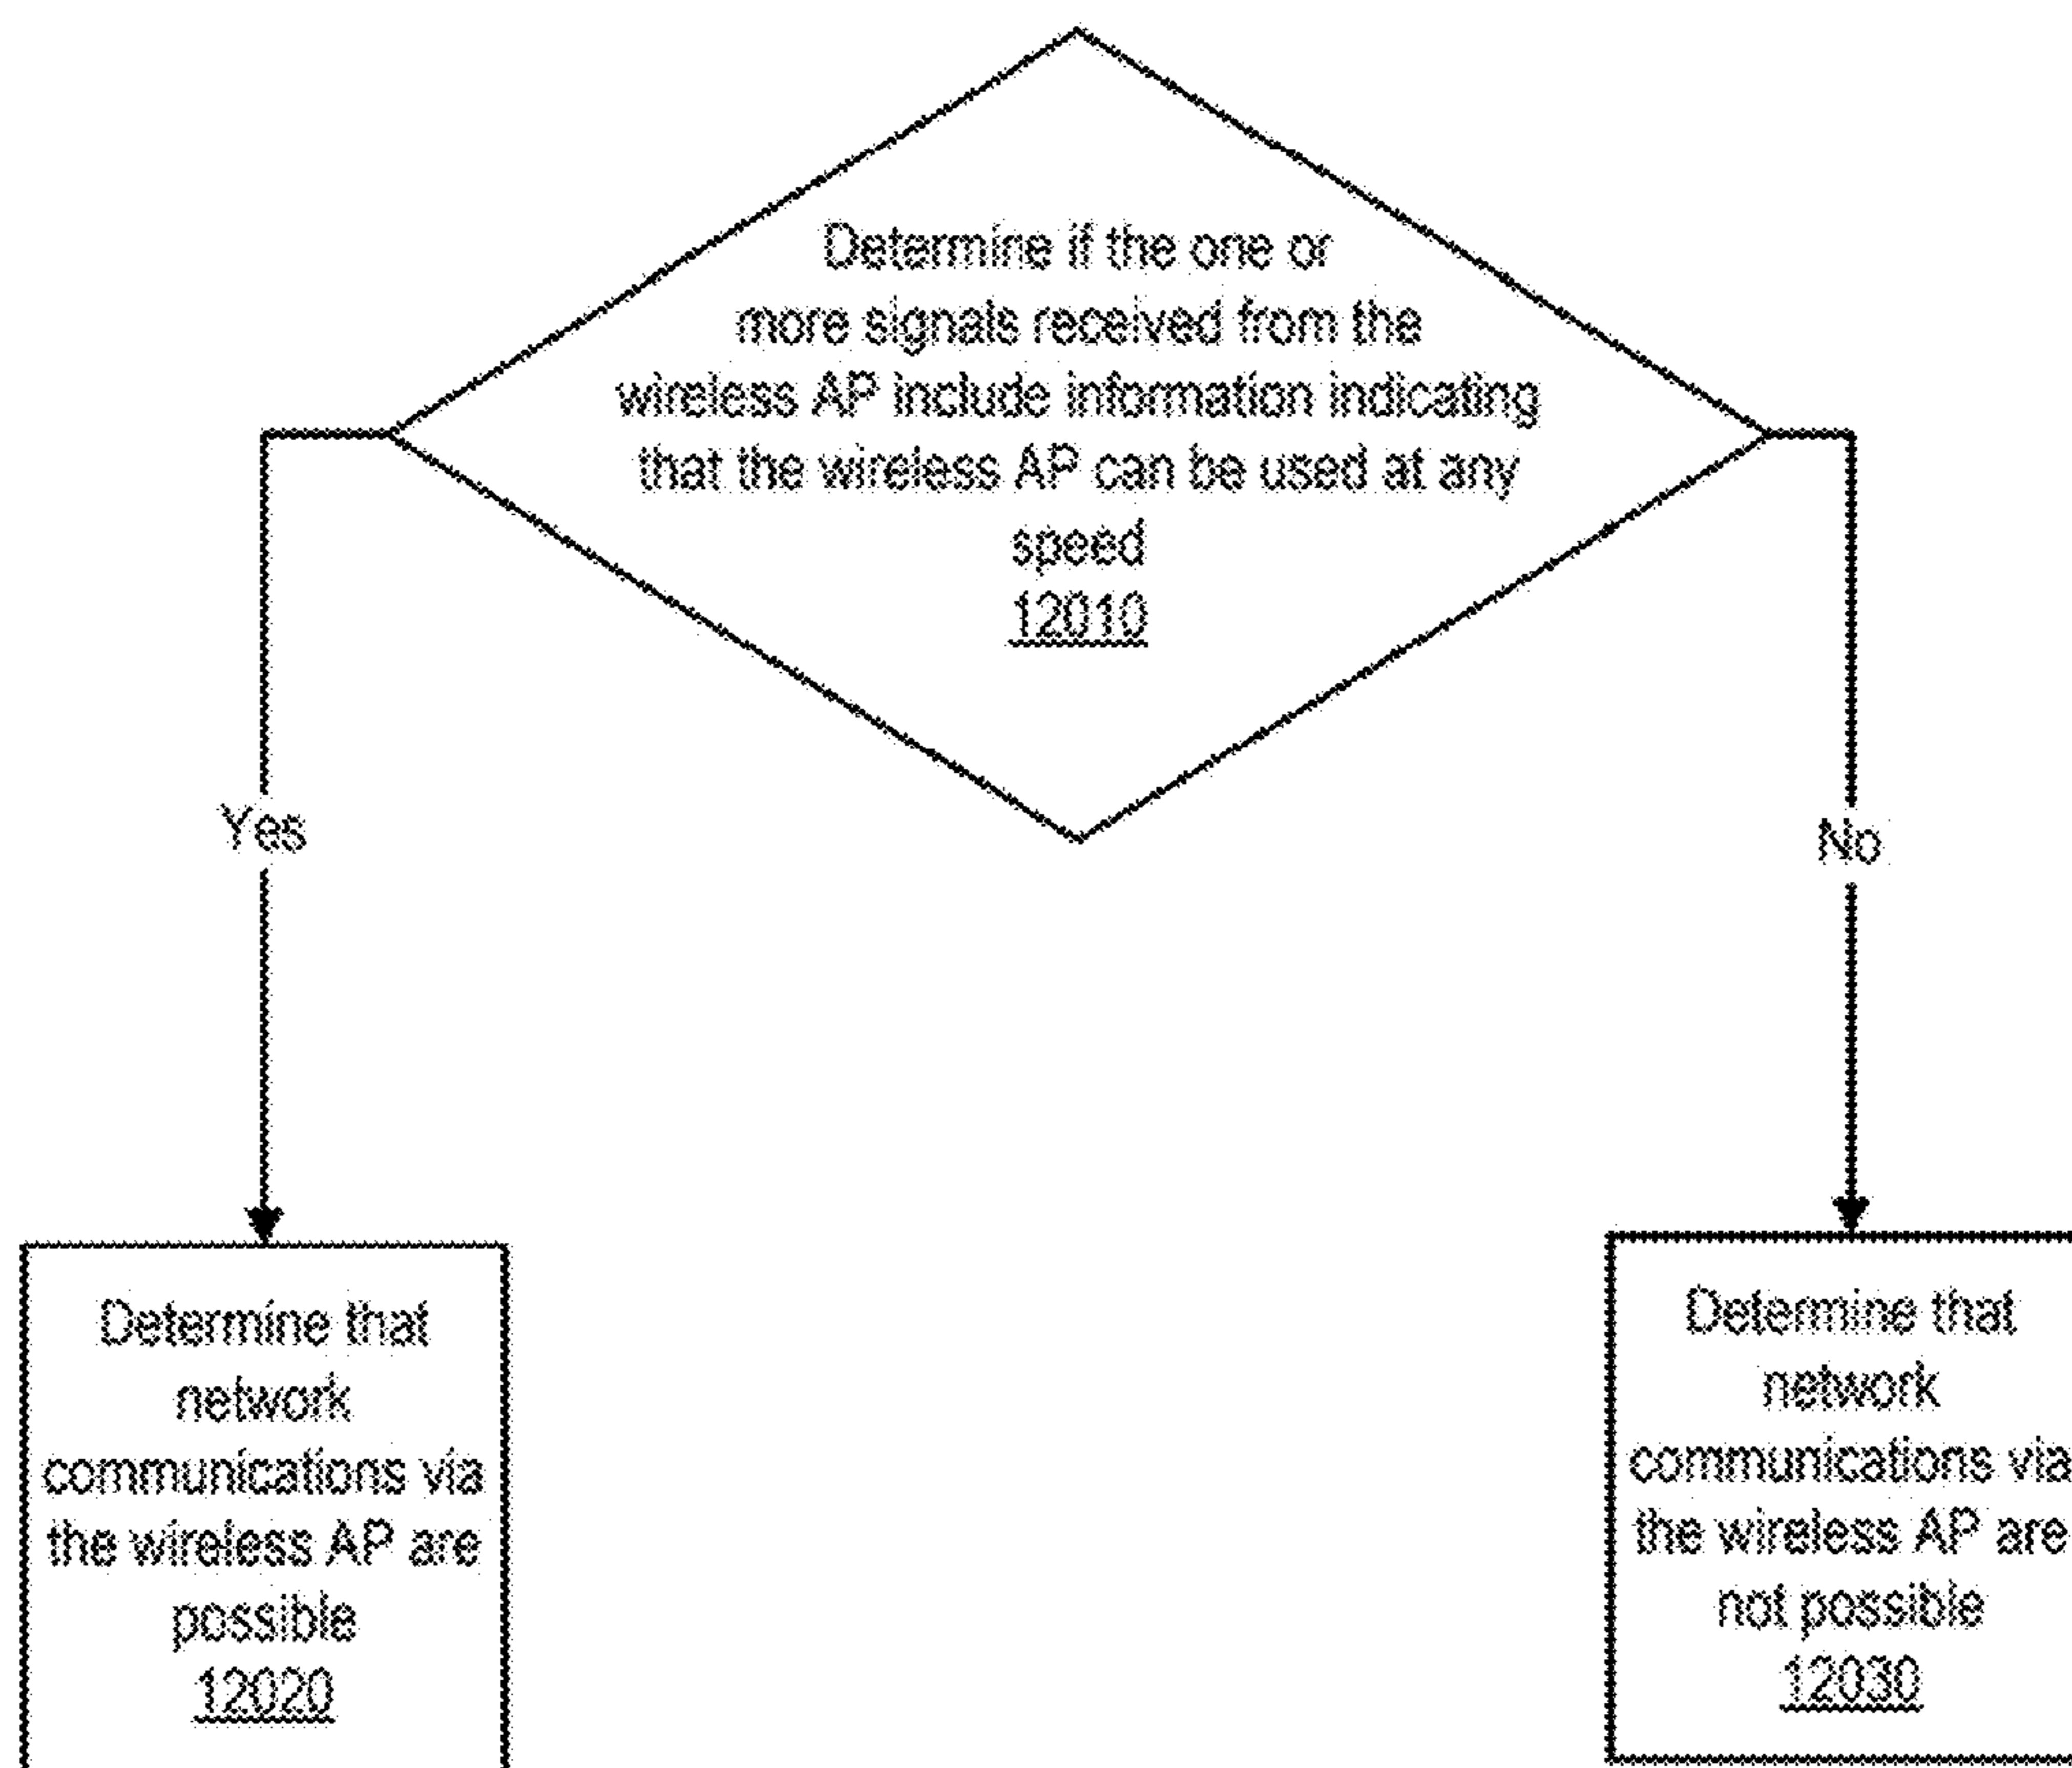 Determine if the one or
more signals received from the
wireless AP include information indicating
that the wireless AP can be used at any
speed
12010
Yes
No
Determine that
network
communications via
the wireless AP are
possible
12020
Determine that
network
communications via
the wireless AP are
not possible
12030